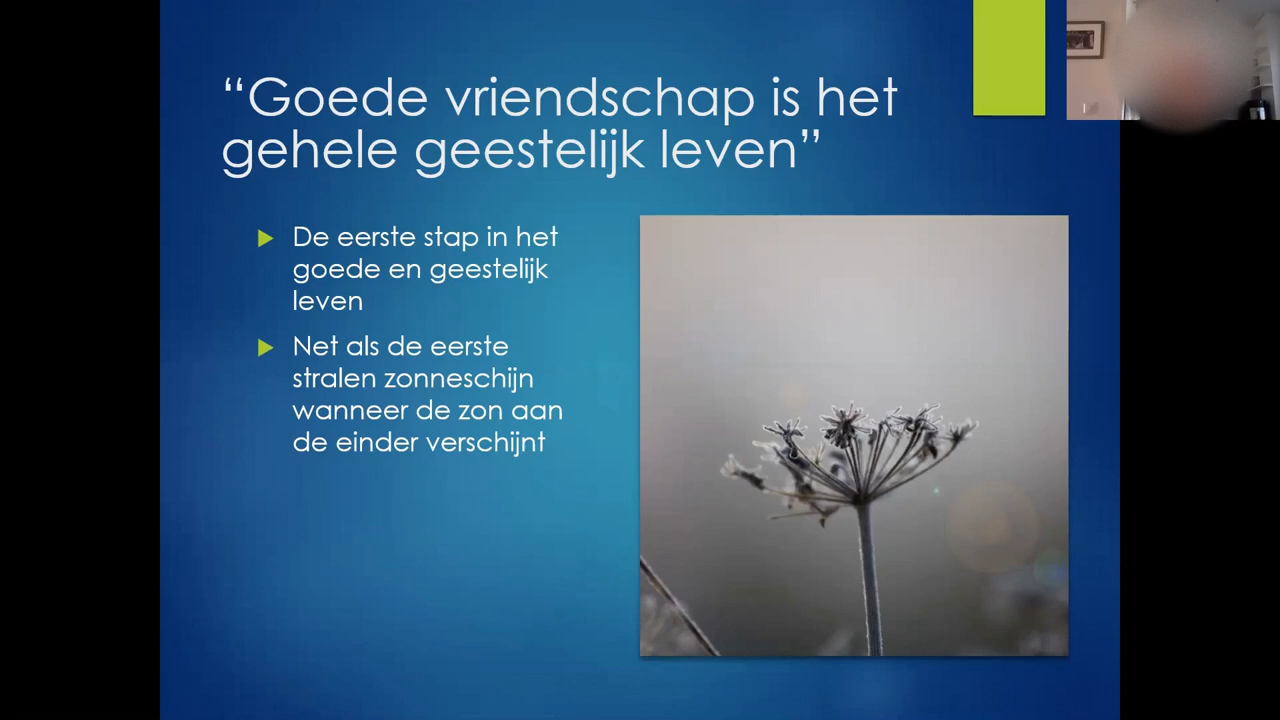 “Goede vriendschap is het
gehele geestelijk leven”
De eerste stap in het
goede en geestelijk
leven
Net als de eerste
stralen zonneschijn
wanneer de zon aan
de einder verschijnt